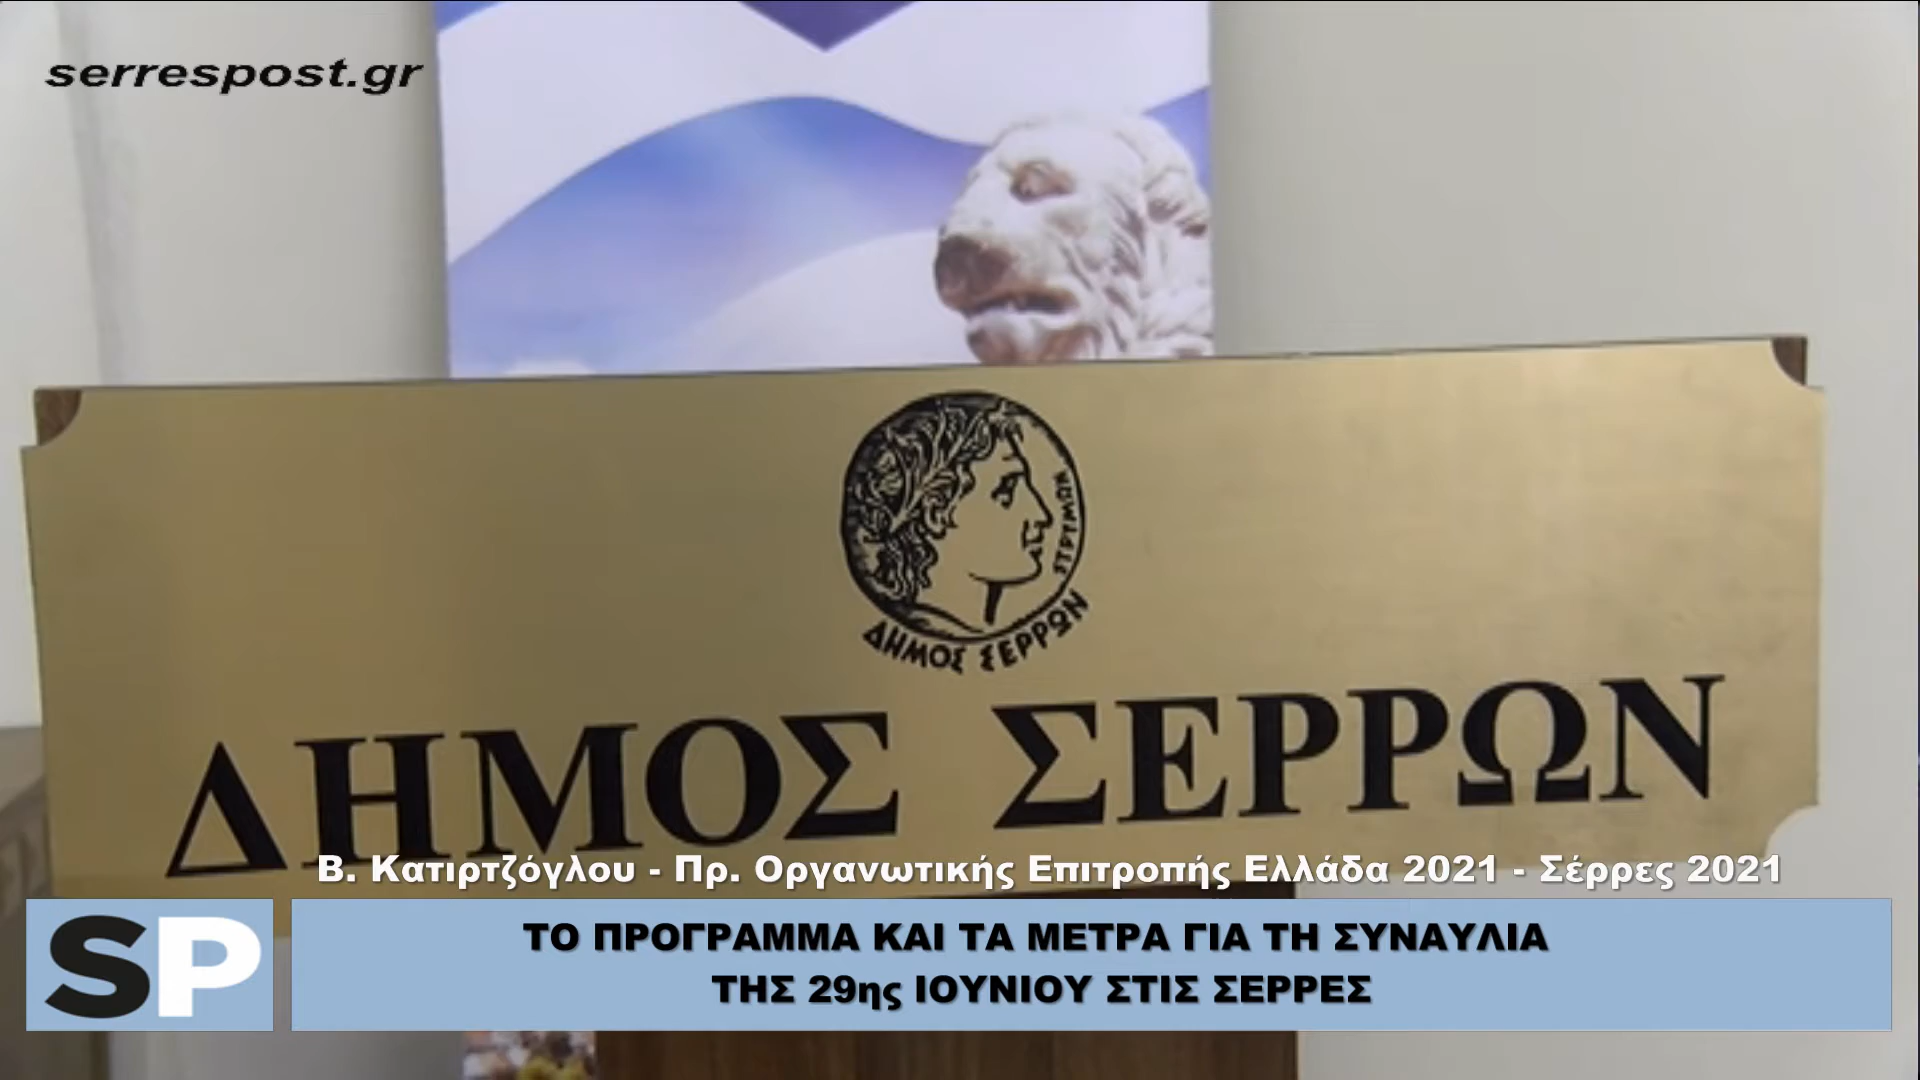 serrespost.gr
ΣΤΡΥΜΩΝ
ΔΗΜΟΣ ΣΕΡΡΩΝ
ΔΗΜΟΣ ΣΕΡΡΩΝ
Β. Κατιρτζόγλου - Πρ. Οργανωτικής Επιτροπής Ελλάδα 2021 - Σέρρες 2021
SP
ΤΟ ΠΡΟΓΡΑΜΜΑ ΚΑΙ ΤΑ ΜΕΤΡΑ ΓΙΑ ΤΗ ΣΥΝΑΥΛΙΑ
ΤΗΣ 29ης ΙΟΥΝΙΟΥ ΣΤΙΣ ΣΕΡΡΕΣ